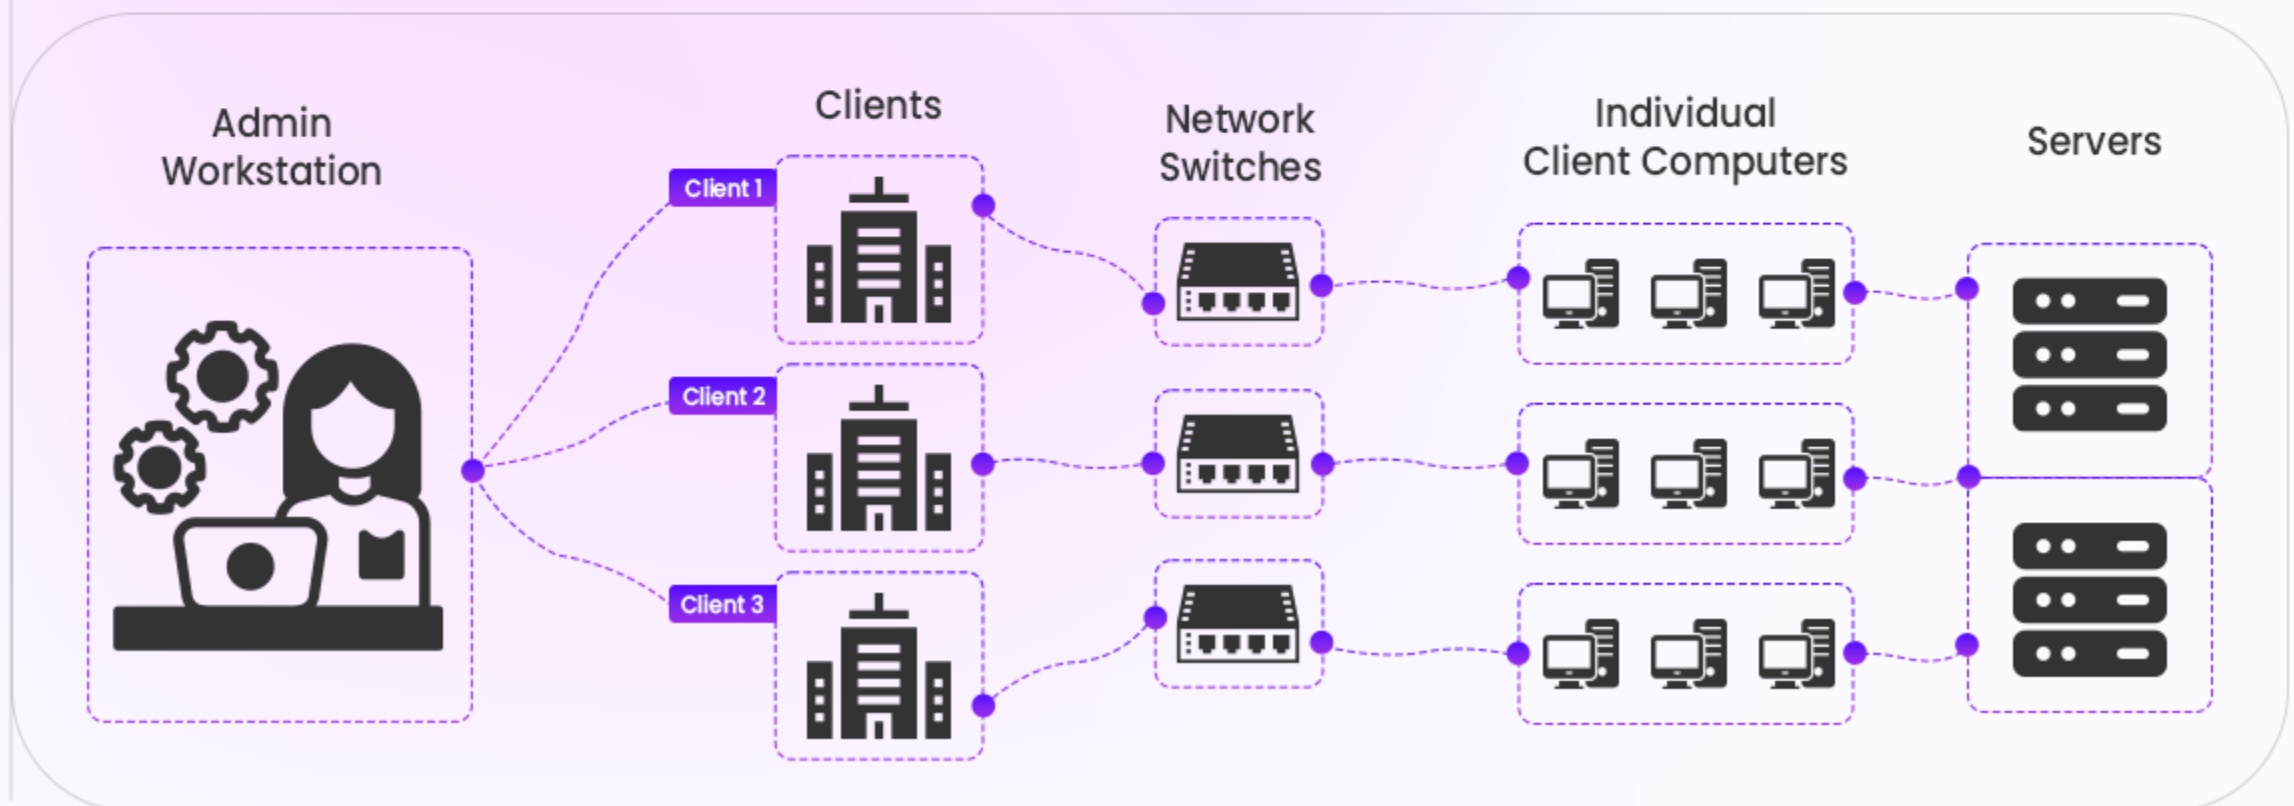 Admin
Workstation
Clients
Network
Switches
Individual
Client Computers
Servers
Client 1
Client 2
Client 3